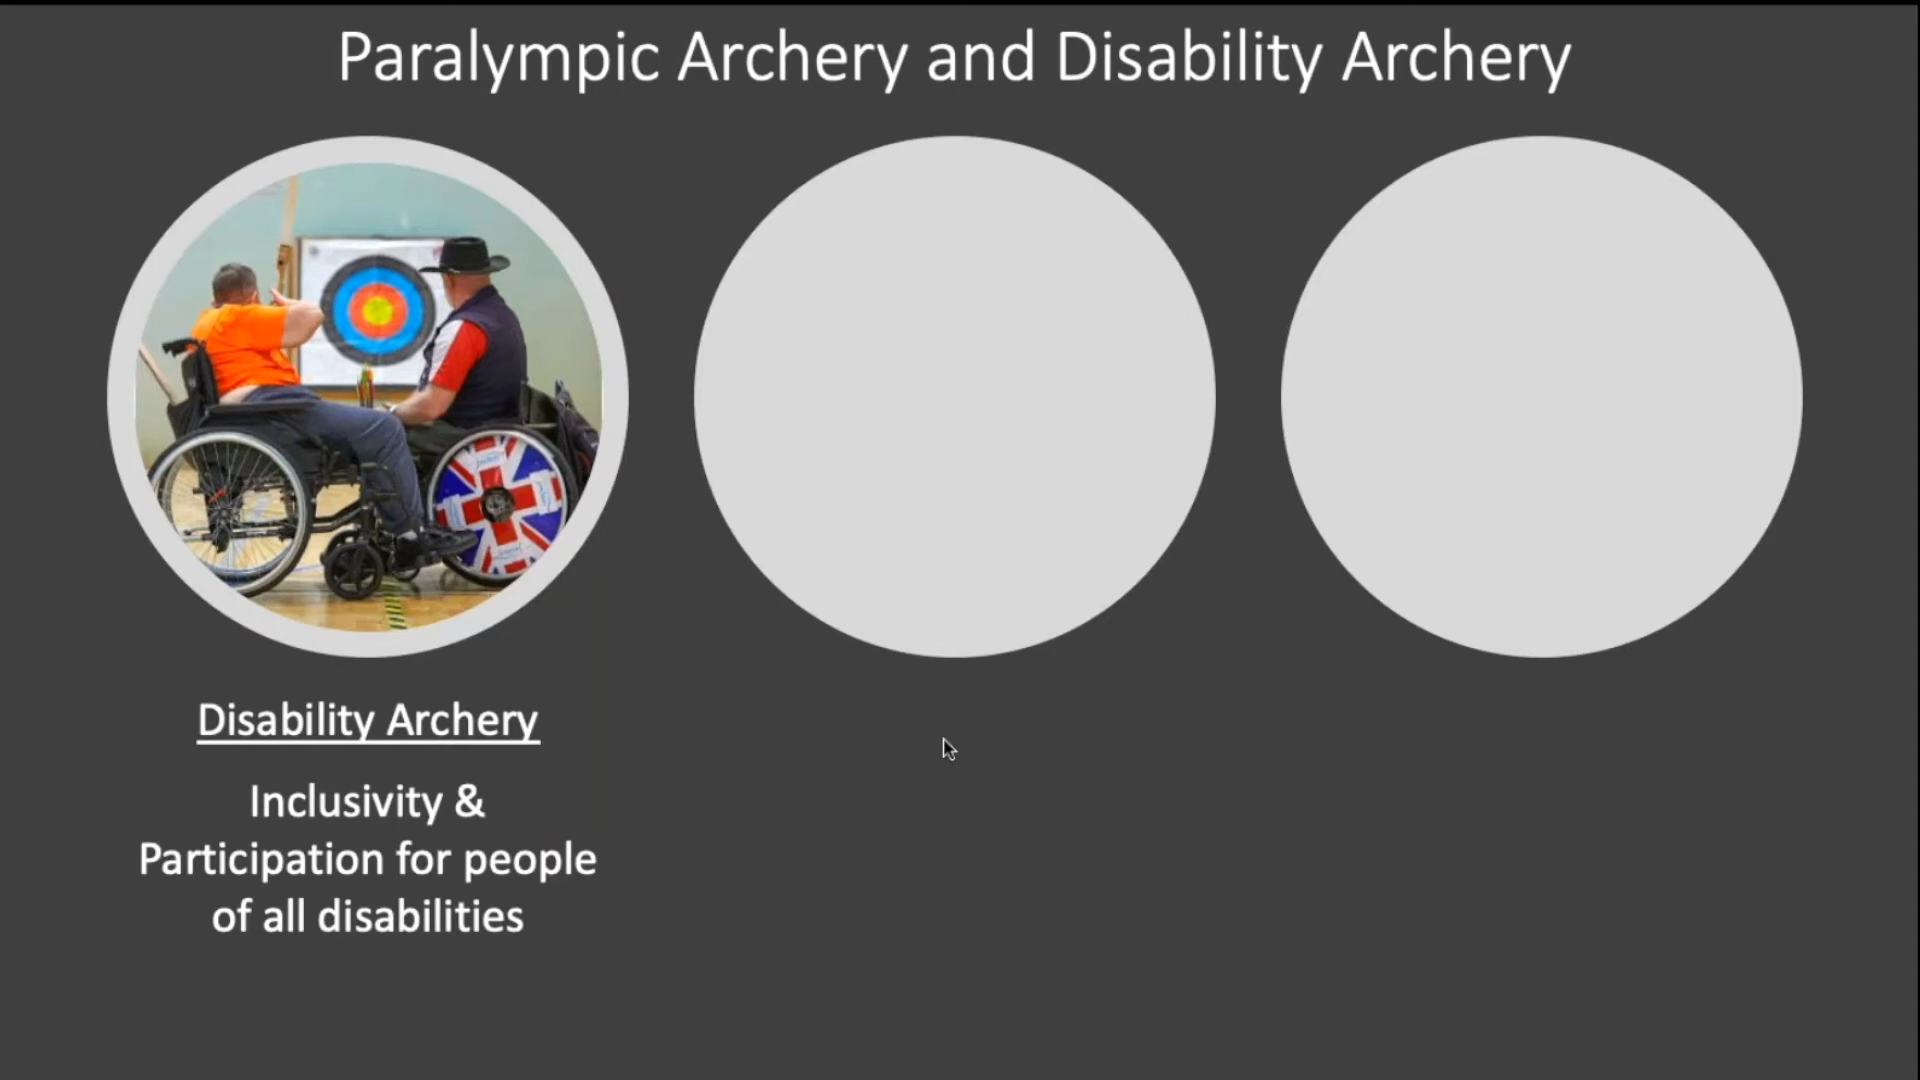 Paralympic Archery and Disability Archery
Disability Archery
Inclusivity &
Participation for people
of all disabilities